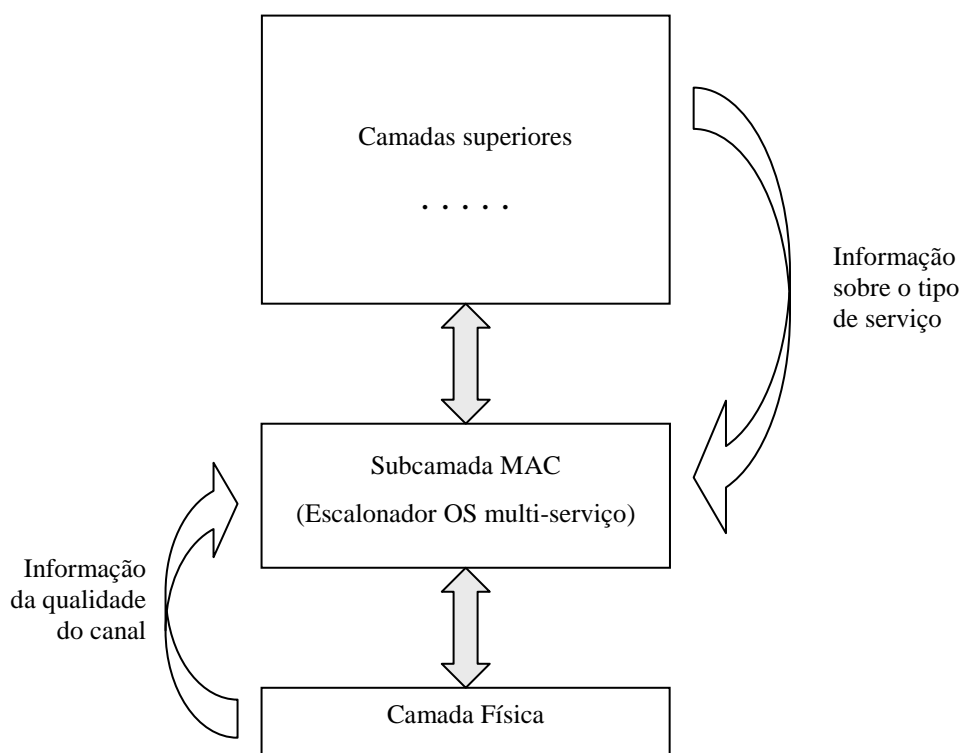 Camadas superiores
. . . . .
Informação
sobre o tipo
de serviço
Subcamada MAC
(Escalonador OS multi-serviço)
Informação
da qualidade
do canal
Camada Física